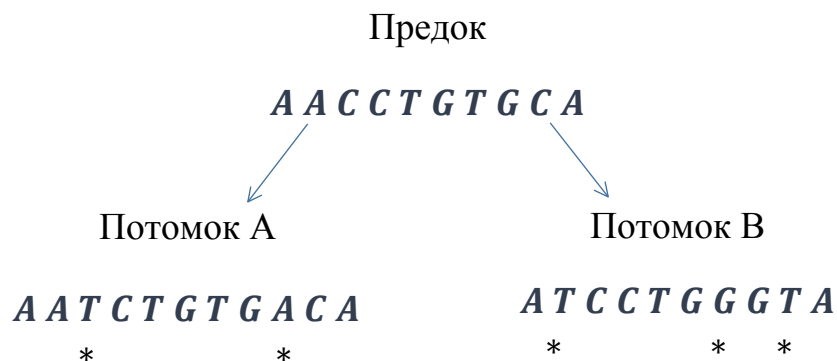 Предок
A A C C T G T G C A
Потомок A
Потомок B
A A T C T G T G A C A
A T C C T G G G T A
* *
* * *